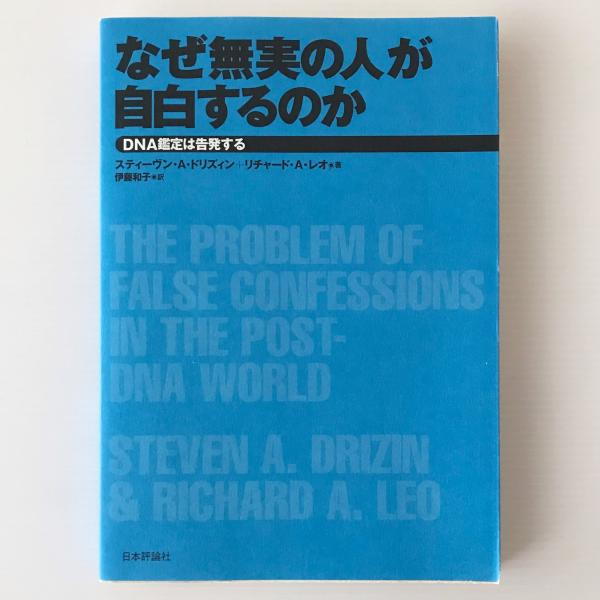 なぜ無実の人が
自白するのか
DNA鑑定は告発する
スティーヴン・A・ドリズィン+リチャード・A・レオ*著
伊藤和子*訳
THE PROBLEM OF
FALSE CONFESSIONS
IN THE POST-
DNA WORLD
STEVEN A. DRIZIN
& RICHARD A. LEO
日本評論社